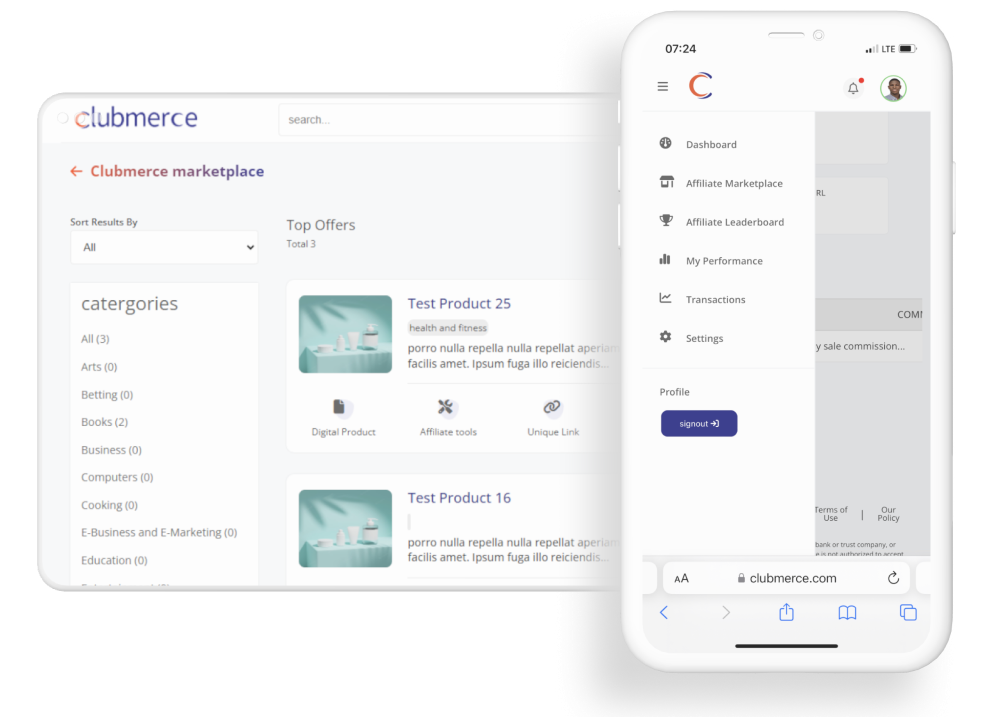 clubmerce
search...
← Clubmerce marketplace
Sort Results By
All
Top Offers
Total 3
catergories
All (3)
Arts (0)
Betting (0)
Books (2)
Business (0)
Computers (0)
Cooking (0)
E-Business and E-Marketing (0)
Education (0)
Test Product 25
health and fitness
porro nulla repella nulla repellat aperiam
facilis amet. Ipsum fuga illo reiciendis...
Digital Product
Affiliate tools
Unique Link
Test Product 16
porro nulla repella nulla repellat aperiam
facilis amet. Ipsum fuga illo reiciendis...
07:24
LTE
C
Dashboard
Affiliate Marketplace
Affiliate Leaderboard
My Performance
Transactions
Settings
Profile
signout
RL
COMM
y sale commission...
Terms of Use | Our Policy
bank or trust company, or
e is not authorized to accept
AA
clubmerce.com